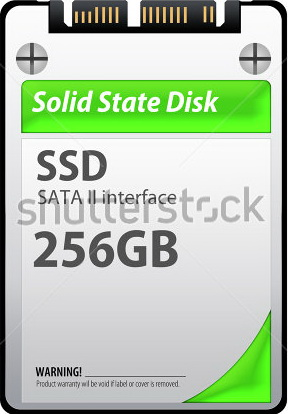 Solid State Disk
SSD
SATA II interface
shutterstock
256GB
WARNING!
Product warranty will be void if label or cover is removed.